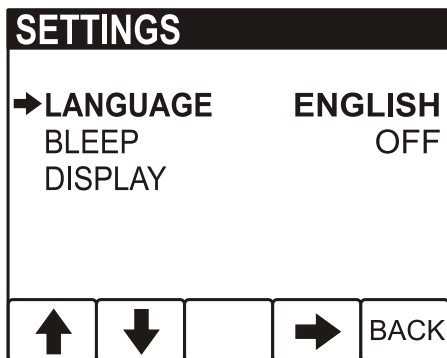 SETTINGS
LANGUAGE ENGLISH
BLEEP OFF
DISPLAY
BACK